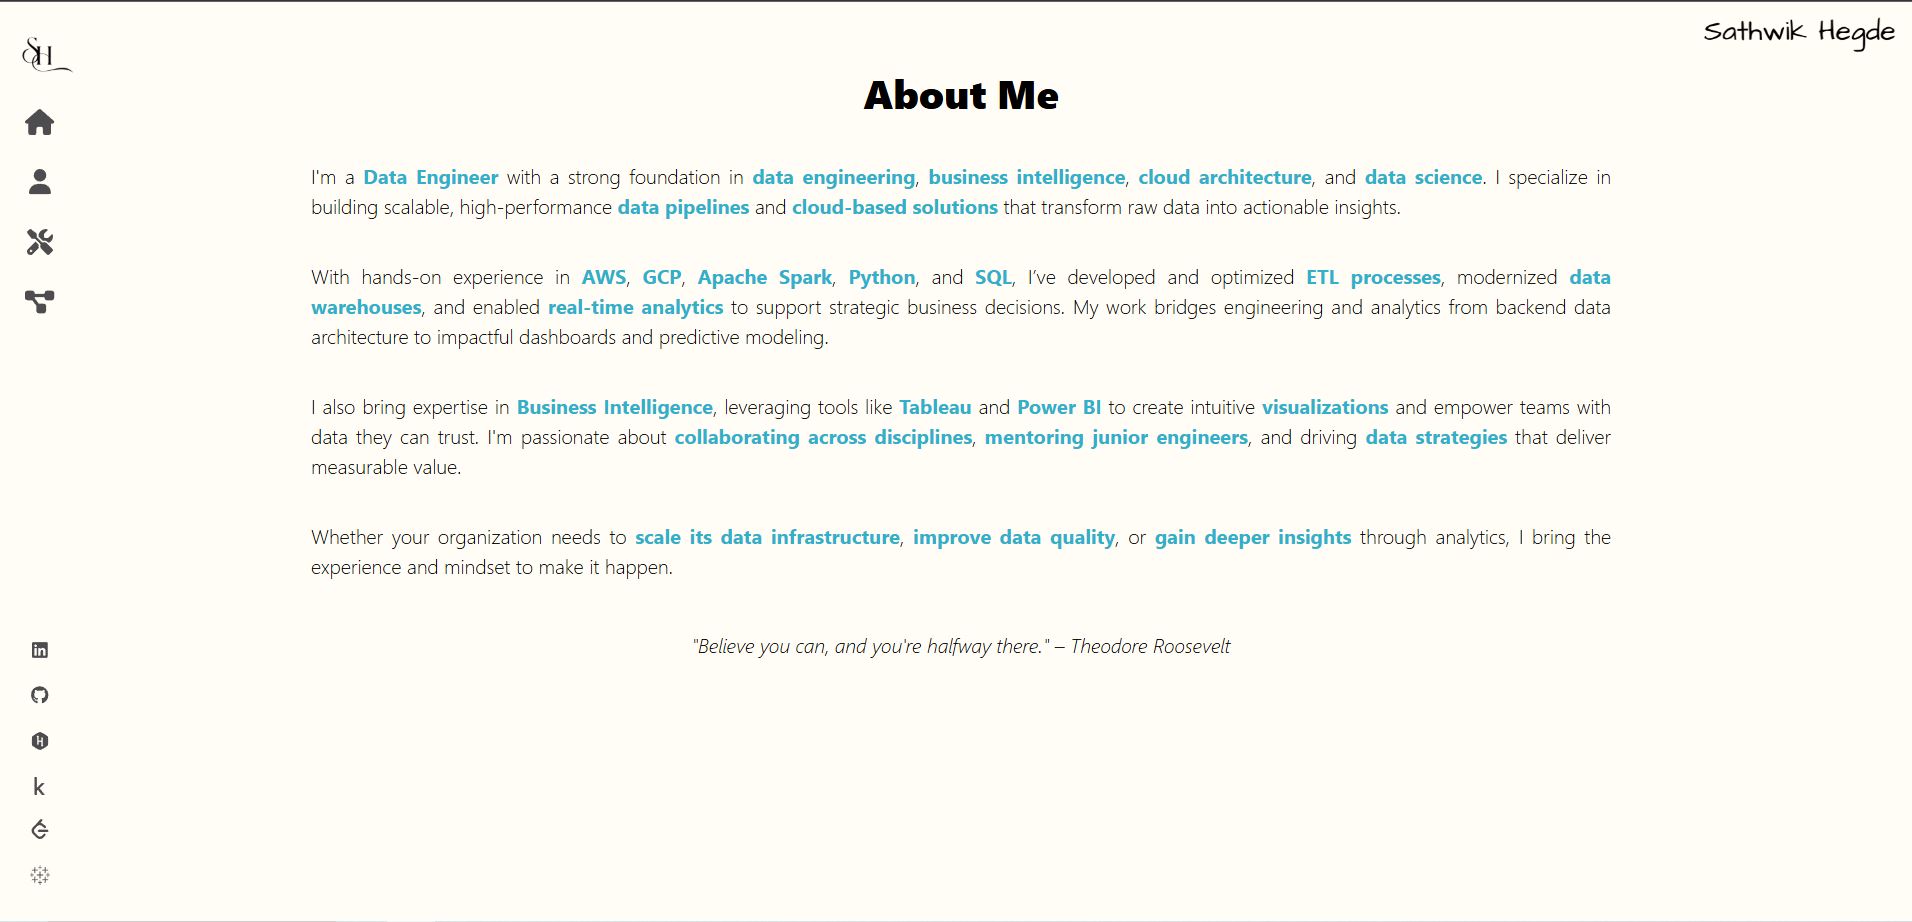 SH
Sathwik Hegde
About Me
I'm a Data Engineer with a strong foundation in data engineering, business intelligence, cloud architecture, and data science. I specialize in
building scalable, high-performance data pipelines and cloud-based solutions that transform raw data into actionable insights.
With hands-on experience in AWS, GCP, Apache Spark, Python, and SQL, I’ve developed and optimized ETL processes, modernized data
warehouses, and enabled real-time analytics to support strategic business decisions. My work bridges engineering and analytics from backend data
architecture to impactful dashboards and predictive modeling.
I also bring expertise in Business Intelligence, leveraging tools like Tableau and Power BI to create intuitive visualizations and empower teams with
data they can trust. I'm passionate about collaborating across disciplines, mentoring junior engineers, and driving data strategies that deliver
measurable value.
Whether your organization needs to scale its data infrastructure, improve data quality, or gain deeper insights through analytics, I bring the
experience and mindset to make it happen.
"Believe you can, and you're halfway there." – Theodore Roosevelt
in
H
k